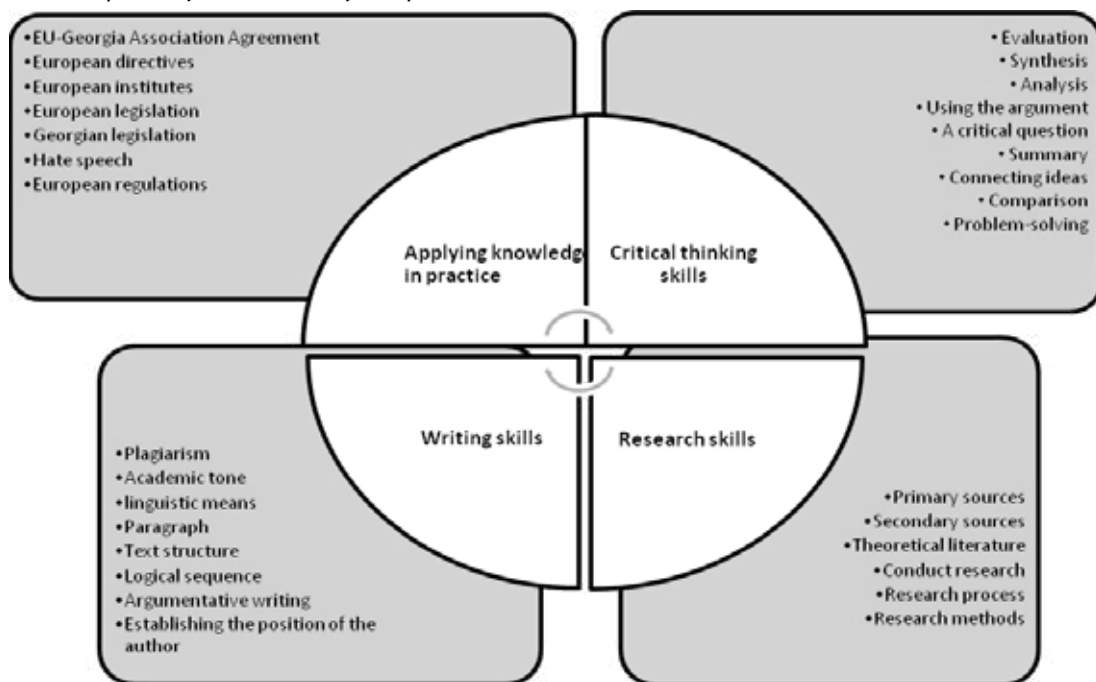 •EU-Georgia Association Agreement
•European directives
•European institutes
•European legislation
•Georgian legislation
•Hate speech
•European regulations
• Evaluation
• Synthesis
• Analysis
• Using the argument
• A critical question
• Summary
• Connecting ideas
• Comparison
• Problem-solving
Applying knowledg
in practice
Critical thinking
skills
Writing skills
Research skills
•Plagiarism
•Academic tone
•linguistic means
•Paragraph
•Text structure
•Logical sequence
•Argumentative writing
•Establishing the position of the
author
•Primary sources
•Secondary sources
•Theoretical literature
•Conduct research
•Research process
•Research methods